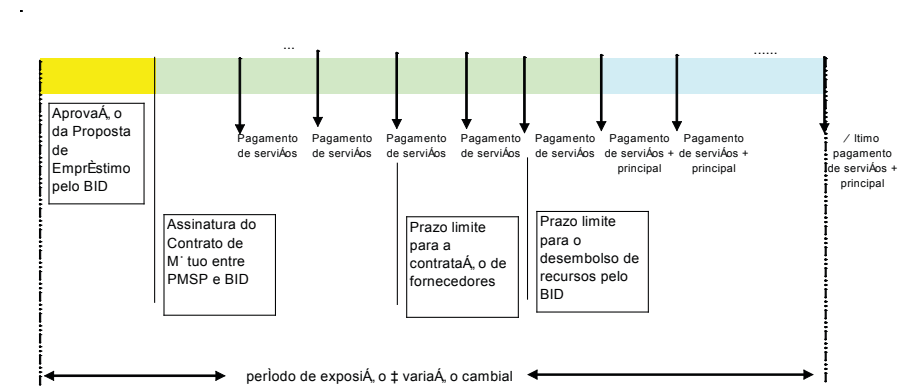 .
...
......
Pagamento
de serviÁos
Pagamento
de serviÁos
Pagamento
de serviÁos
Pagamento
de serviÁos
Pagamento
de serviÁos
Pagamento
de serviÁos +
principal
Pagamento
de serviÁos +
principal
⁄ ltimo
pagamento
de serviÁos +
principal
AprovaÁ„o
da Proposta
de
EmprÈstimo
pelo BID
Assinatura do
Contrato de
M˙tuo entre
PMSP e BID
Prazo limite
para a
contrataÁ„o de
fornecedores
Prazo limite
para o
desembolso de
recursos pelo
BID
perÌodo de exposiÁ„o ‡ variaÁ„o cambial